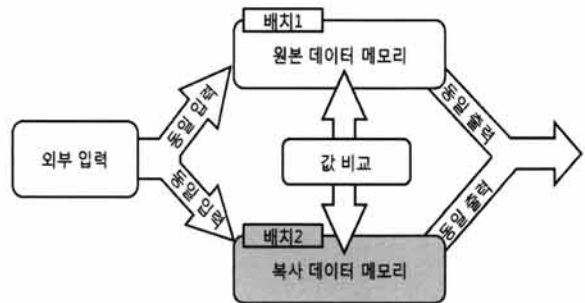 배치1
원본 데이터 메모리
동일 입력
동일 출력
외부 입력
값 비교
동일 입력
동일 출력
배치2
복사 데이터 메모리